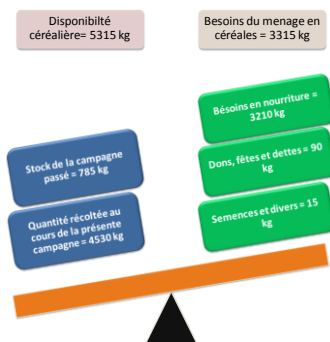 Disponibilté
céréalière= 5315 kg
Besoins du menage en
céréales = 3315 kg
Stock de la campagne
passé = 785 kg
Quantité récoltée au
cours de la présente
campagne = 4530 kg
Bésoins en nourriture =
3210 kg
Dons, fêtes et dettes = 90
kg
Semences et divers = 15
kg